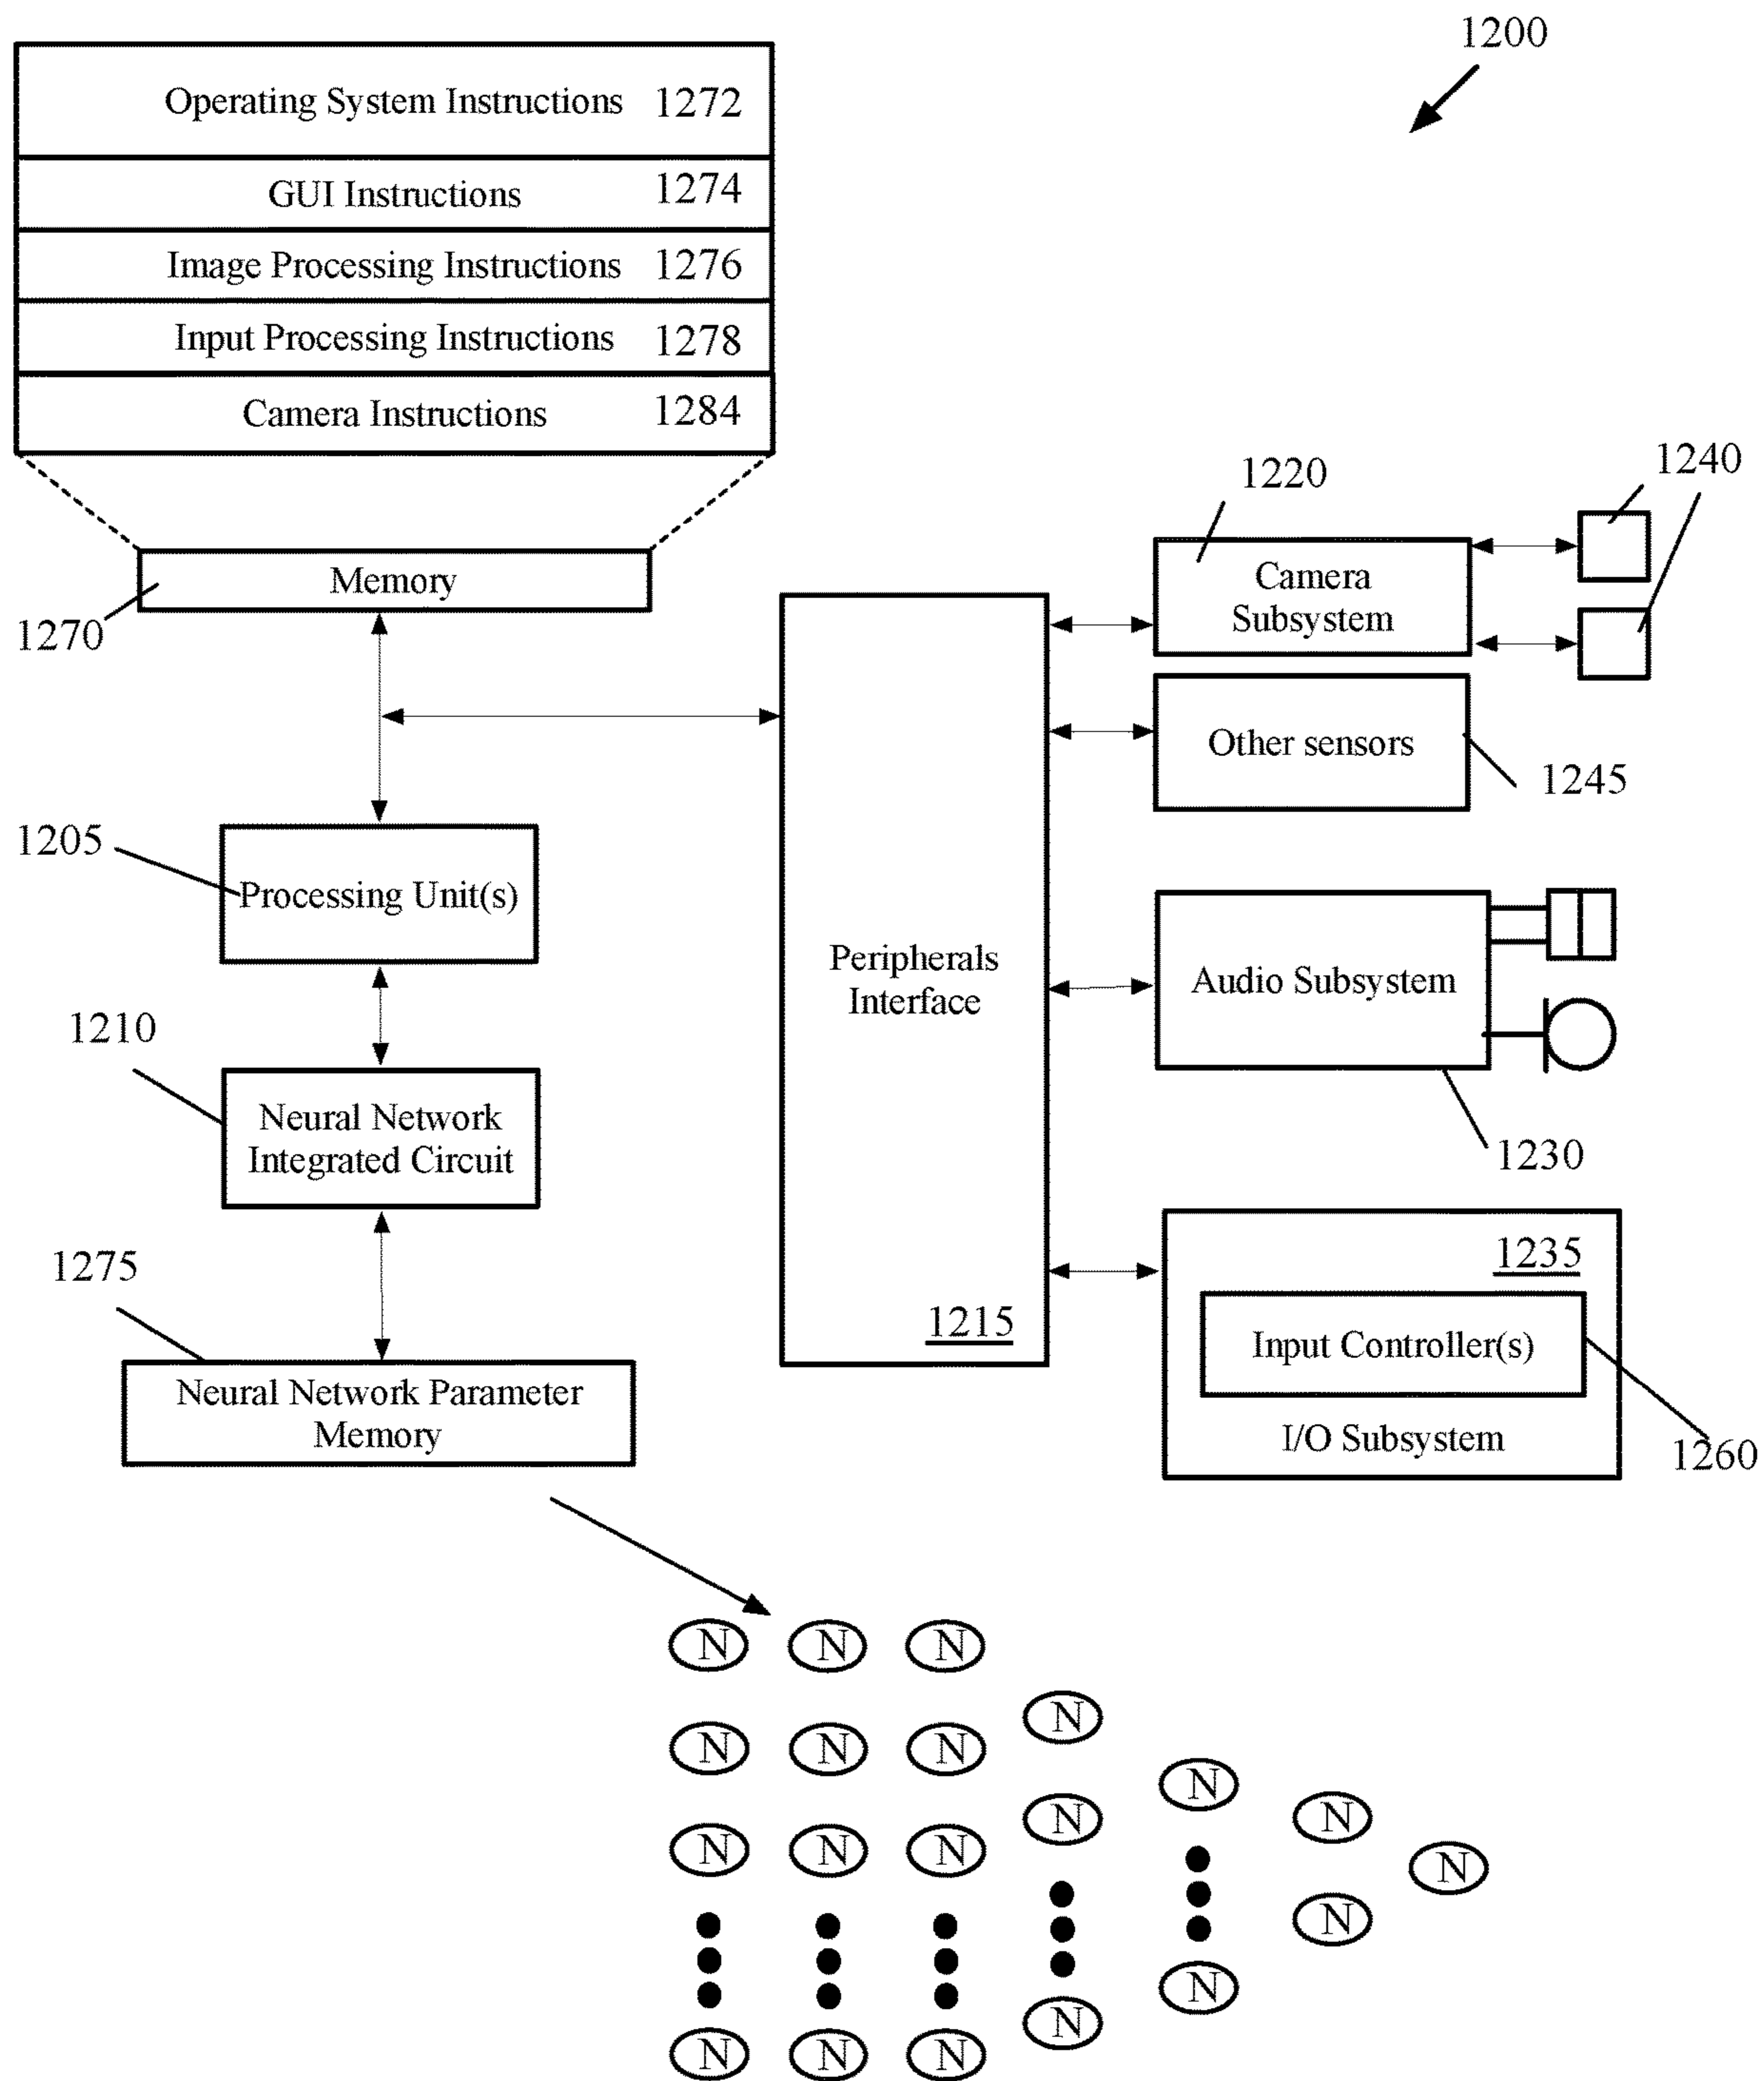 1200
Operating System Instructions 1272
GUI Instructions 1274
Image Processing Instructions 1276
Input Processing Instructions 1278
Camera Instructions 1284
1220
1240
Camera
Subsystem
Memory
1270
Other sensors
1245
1205
Processing Unit(s)
Peripherals
Interface
1215
Audio Subsystem
1230
1210
Neural Network
Integrated Circuit
1235
Input Controller(s)
I/O Subsystem
1260
1275
Neural Network Parameter
Memory
N N N
N
N N N
N
N
N
N N N
N
N
N
N
N
N N N